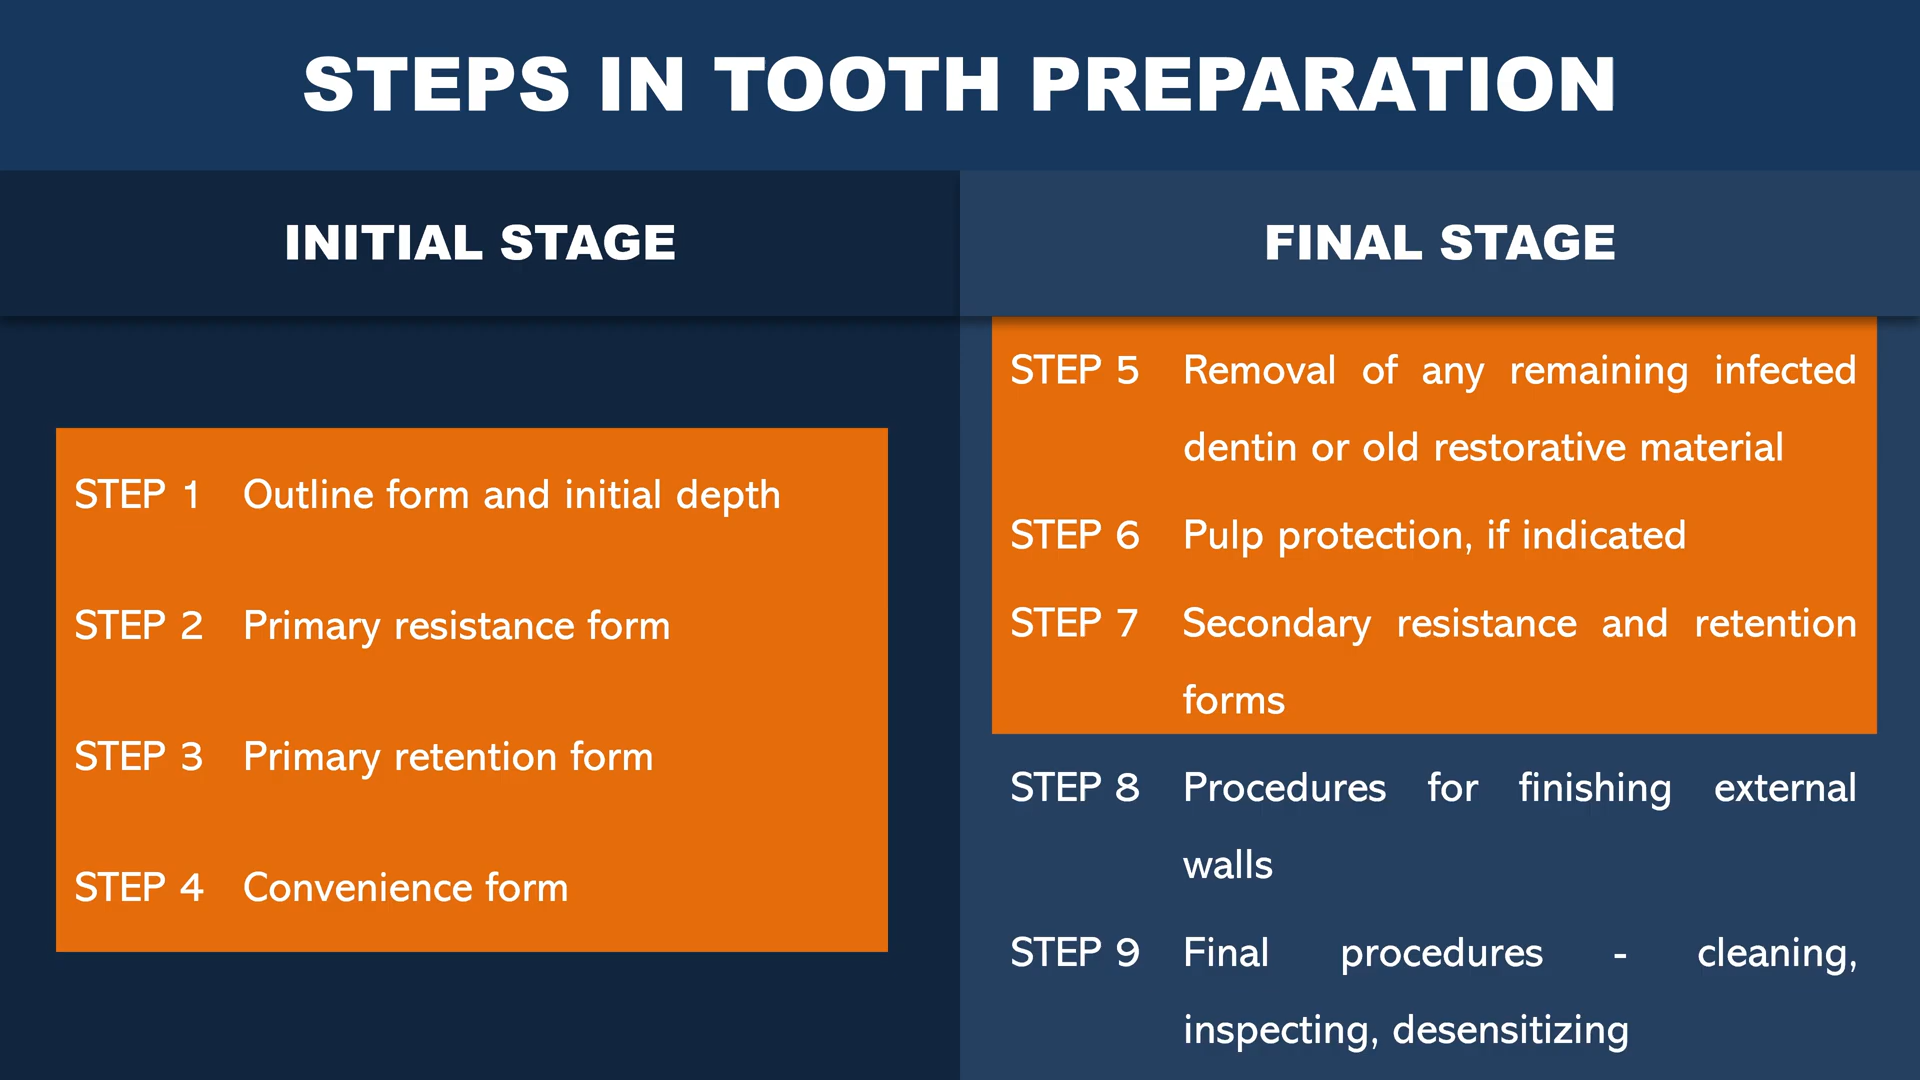 STEPS IN TOOTH PREPARATION
INITIAL STAGE
STEP 1 Outline form and initial depth
STEP 2 Primary resistance form
STEP 3 Primary retention form
STEP 4 Convenience form
FINAL STAGE
STEP 5 Removal of any remaining infected
dentin or old restorative material
STEP 6 Pulp protection, if indicated
STEP 7 Secondary resistance and retention
forms
STEP 8 Procedures for finishing external
walls
STEP 9 Final procedures - cleaning,
inspecting, desensitizing